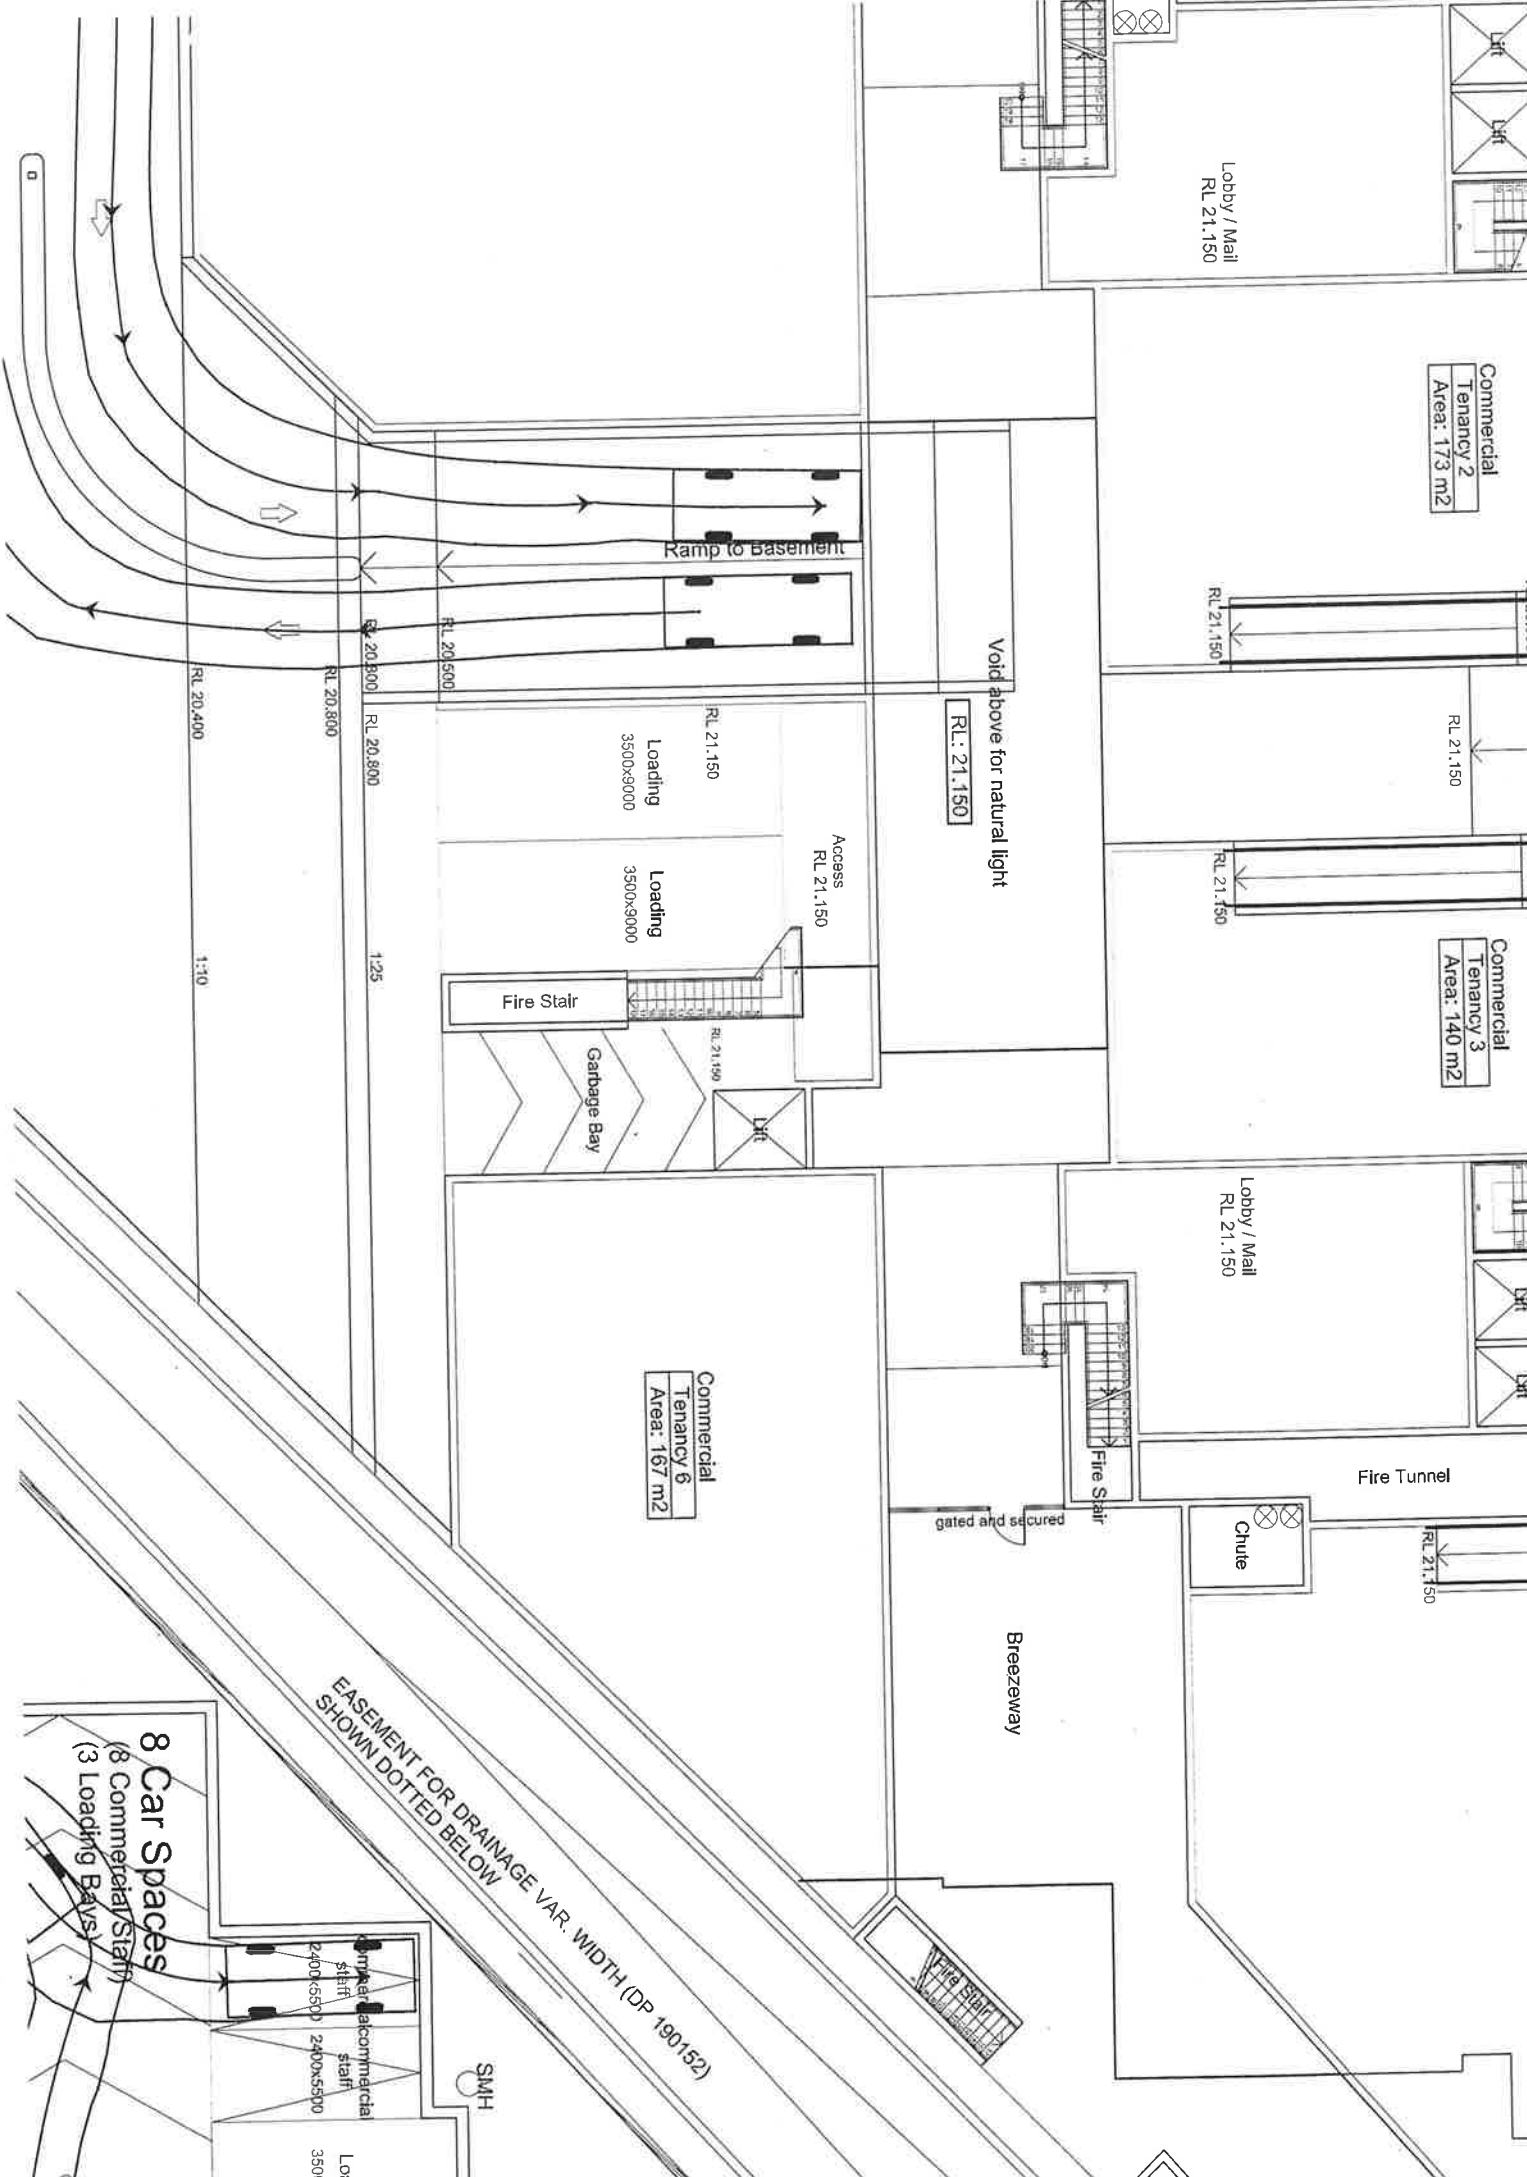 Lift
Lift
Lobby / Mail
RL 21.150
Commercial
Tenancy 2
Area: 173 m2
RL 21.150
RL 21.150
RL 21.150
Commercial
Tenancy 3
Area: 140 m2
Lobby / Mail
RL 21.150
Lift
Lift
Fire Tunnel
Chute
RL 21.150
Fire Stair
gated and secured
Breezeway
Void above for natural light
RL: 21.150
Ramp to Basement
RL 20.500
RL 20.800
RL 20.800
RL 20.800
RL 20.400
1:10
1:25
RL 21.150
Loading
3500x9000
Loading
3500x9000
Access
RL 21.150
Fire Stair
RL 21.150
Garbage Bay
Lift
Commercial
Tenancy 6
Area: 167 m2
EASEMENT FOR DRAINAGE VAR. WIDTH (DP 190152)
SHOWN DOTTED BELOW
Fire Stair
8 Car Spaces
(8 Commercial/Staff)
(3 Loading Bays)
commercial
staff
2400x5500
commercial
staff
2400x5500
SMH